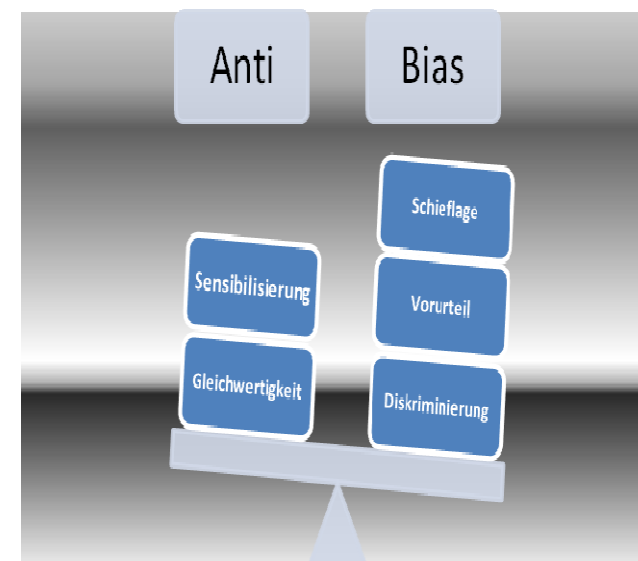 Anti
Bias
Schieflage
Sensibilisierung
Vorurteil
Gleichwertigkeit
Diskriminierung